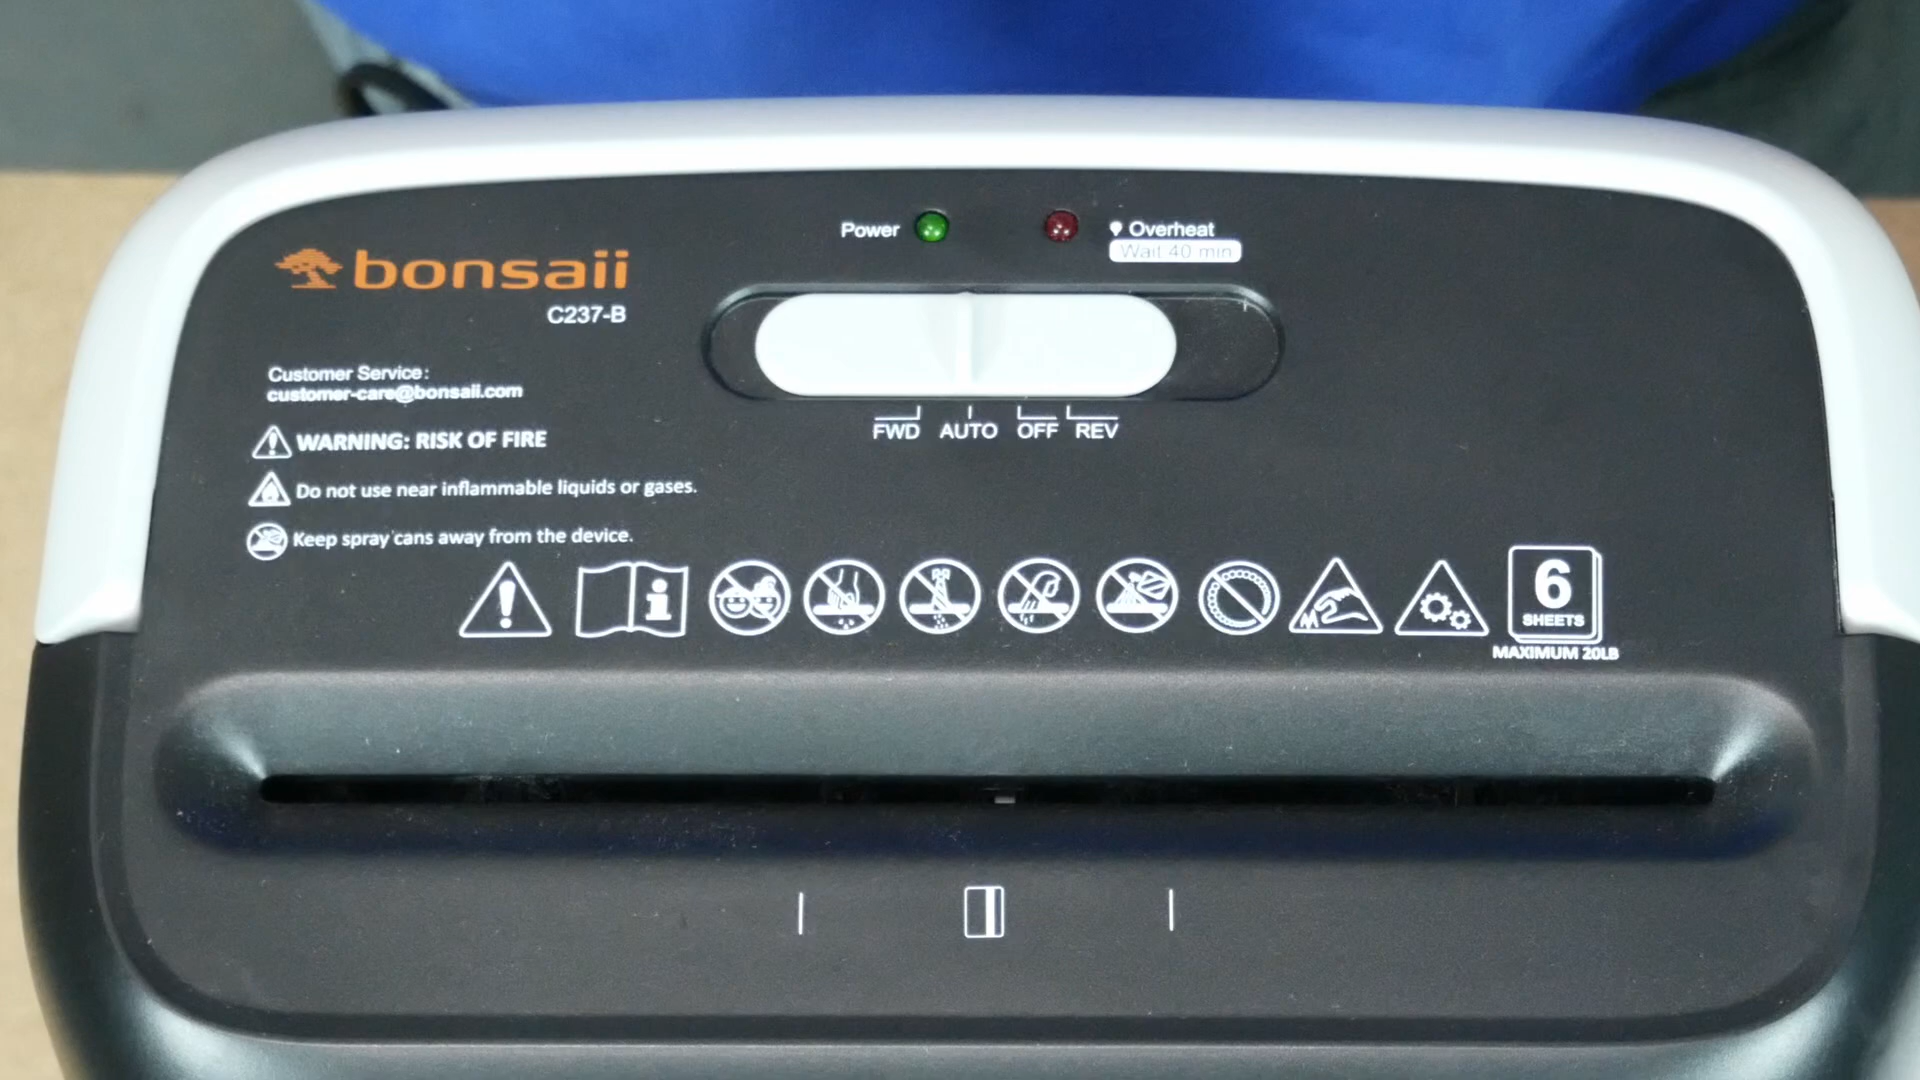 Power
Overheat
Wait 40 min
bonsaii
C237-B
Customer Service:
customer-care@bonsaii.com
FWD AUTO OFF REV
WARNING: RISK OF FIRE
Do not use near inflammable liquids or gases.
Keep spray cans away from the device.
6
SHEETS
MAXIMUM 20LB